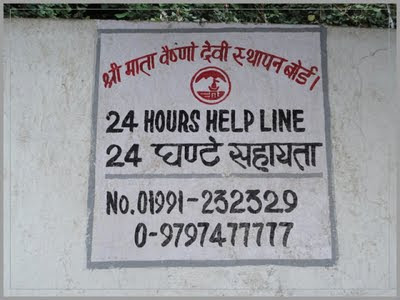 श्री माता वैष्णो देवी स्थापन बोर्ड।
24 HOURS HELP LINE
24 घण्टे सहायता
No. 01991-232329
0-9797477777